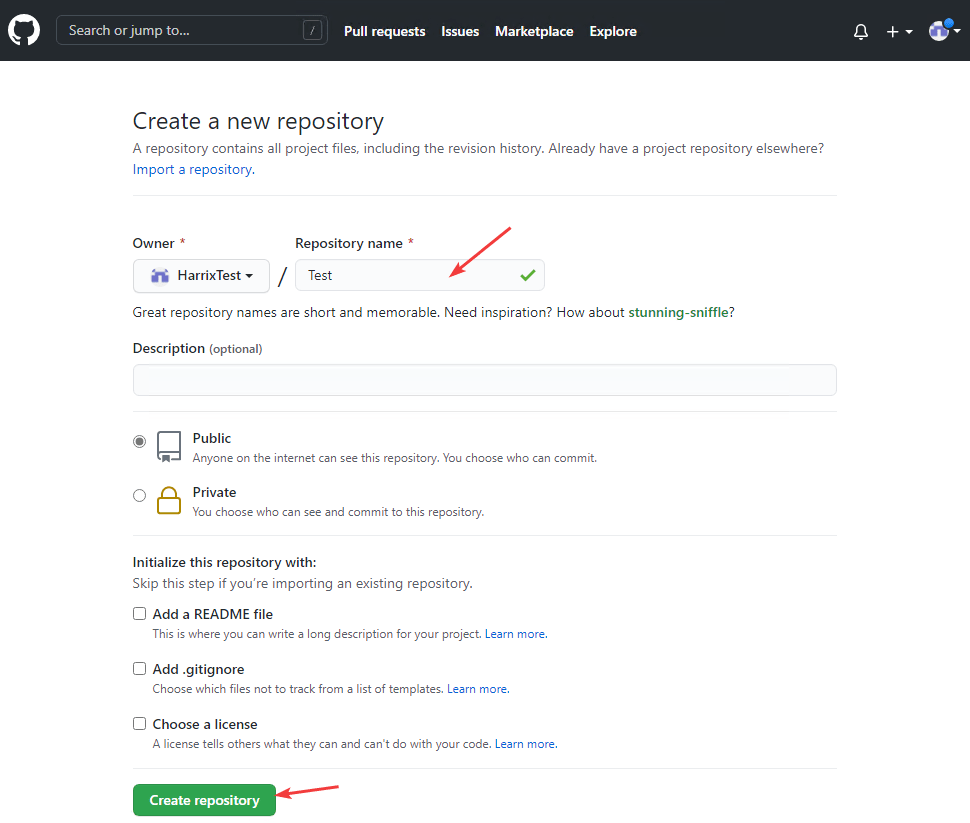 Search or jump to... / Pull requests Issues Marketplace Explore
Create a new repository
A repository contains all project files, including the revision history. Already have a project repository elsewhere?
Import a repository.
Owner * Repository name *
HarrixTest / Test
Great repository names are short and memorable. Need inspiration? How about stunning-sniffle?
Description (optional)
Public
Anyone on the internet can see this repository. You choose who can commit.
Private
You choose who can see and commit to this repository.
Initialize this repository with:
Skip this step if you’re importing an existing repository.
Add a README file
This is where you can write a long description for your project. Learn more.
Add .gitignore
Choose which files not to track from a list of templates. Learn more.
Choose a license
A license tells others what they can and can't do with your code. Learn more.
Create repository